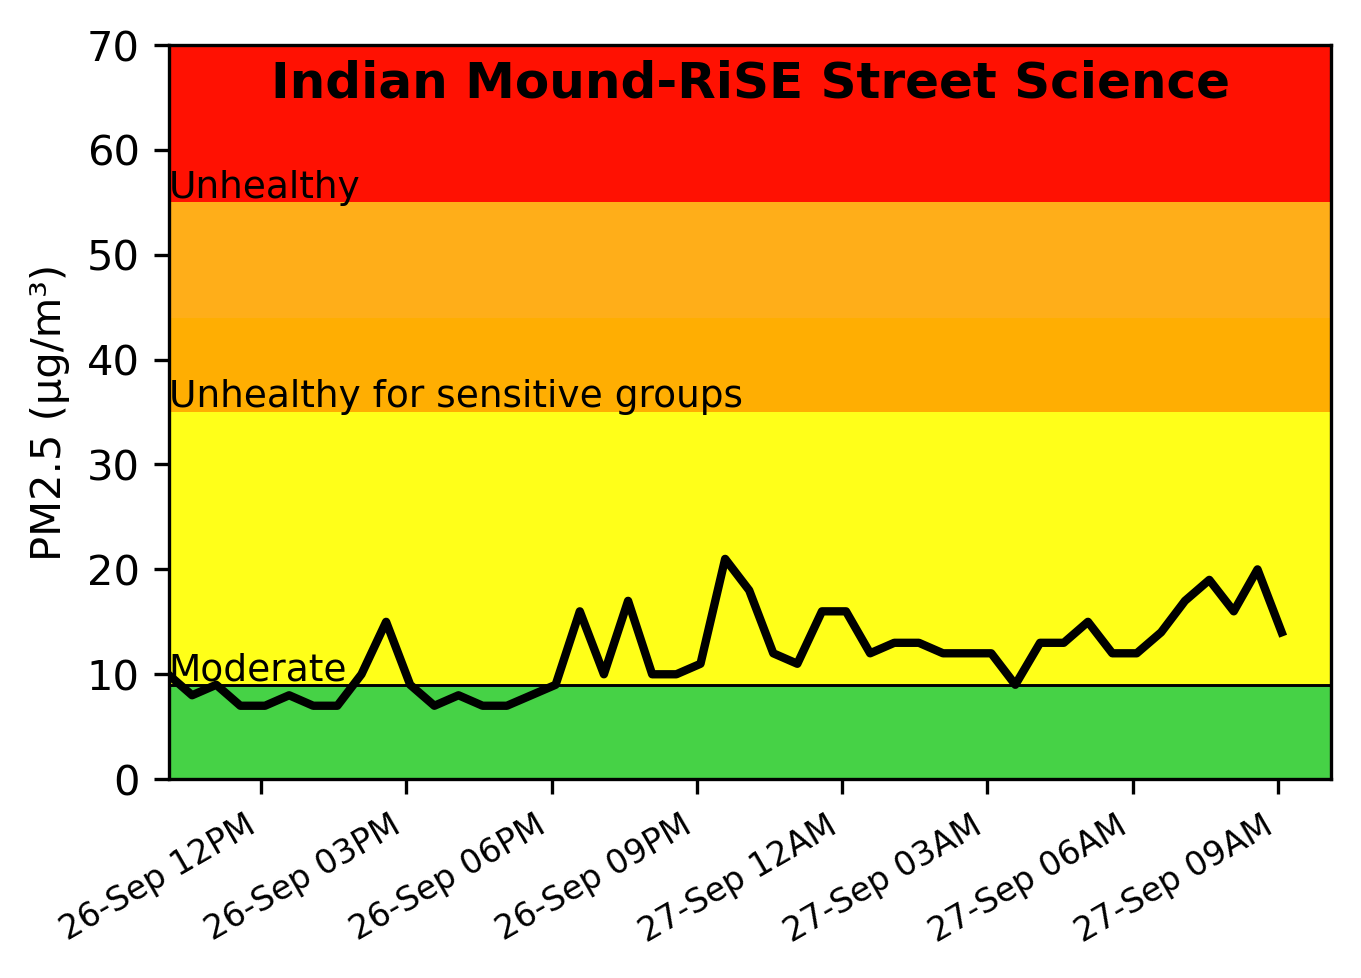 Indian Mound-RiSE Street Science
PM2.5 (µg/m³)
70
60
50
40
30
20
10
0
Unhealthy
Unhealthy for sensitive groups
Moderate
26-Sep 12PM
26-Sep 03PM
26-Sep 06PM
26-Sep 09PM
27-Sep 12AM
27-Sep 03AM
27-Sep 06AM
27-Sep 09AM